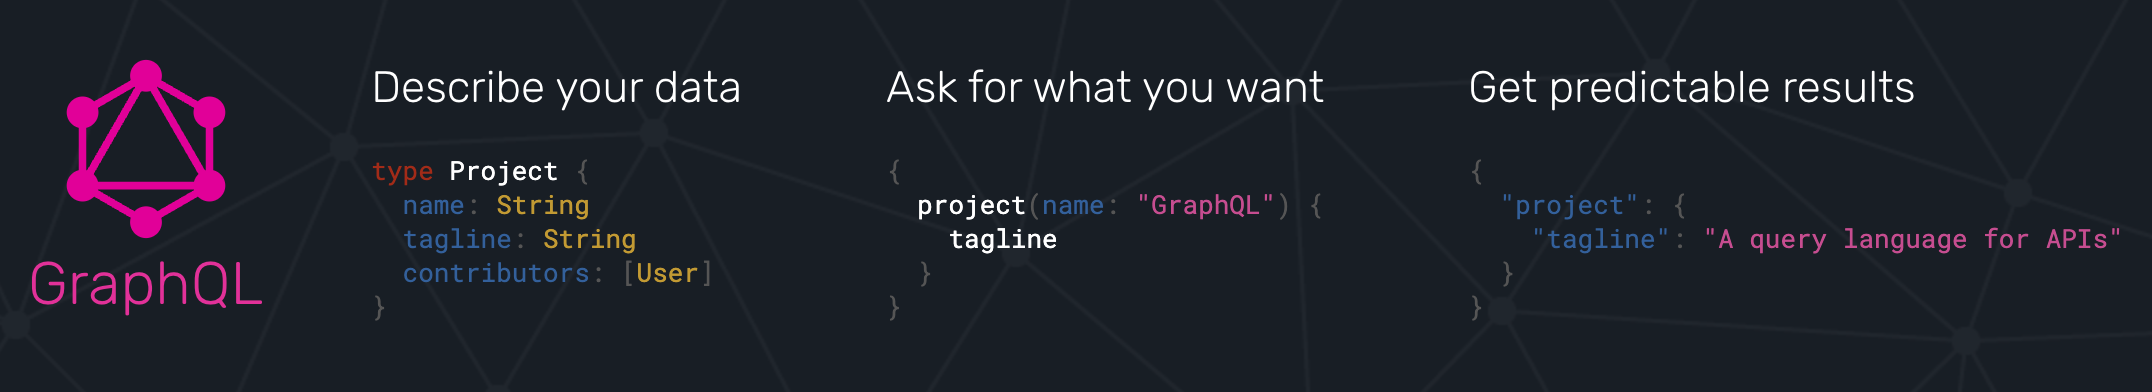 GraphQL
Describe your data
type Project {
  name: String
  tagline: String
  contributors: [User]
}
Ask for what you want
{
  project(name: "GraphQL") {
    tagline
  }
}
Get predictable results
{
  "project": {
    "tagline": "A query language for APIs"
  }
}